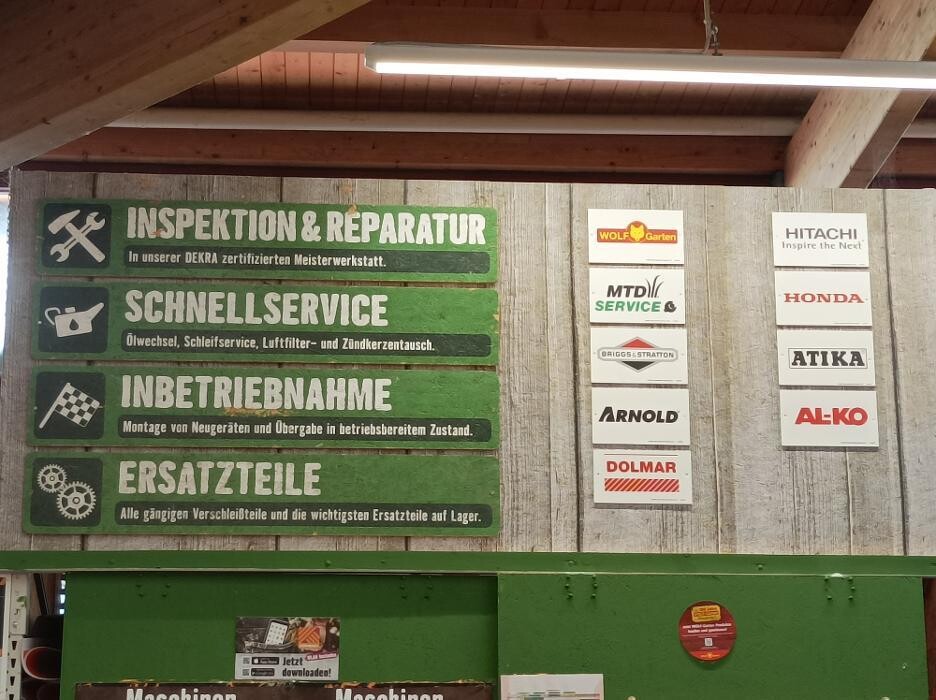 INSPEKTION & REPARATUR
In unserer DEKRA zertifizierten Meisterwerkstatt.
SCHNELLSERVICE
Ölwechsel, Schleifservice, Luftfilter- und Zündkerzentausch.
INBETRIEBNAHME
Montage von Neugeräten und Übergabe in betriebsbereitem Zustand.
ERSATZTEILE
Alle gängigen Verschleißteile und die wichtigsten Ersatzteile auf Lager.
WOLF Garten
MTD
SERVICE
BRIGGS & STRATTON
ARNOLD
DOLMAR
HITACHI
Inspire the Next
HONDA
ATIKA
AL-KO
Jetzt
downloaden!
Maschinen
Maschinen